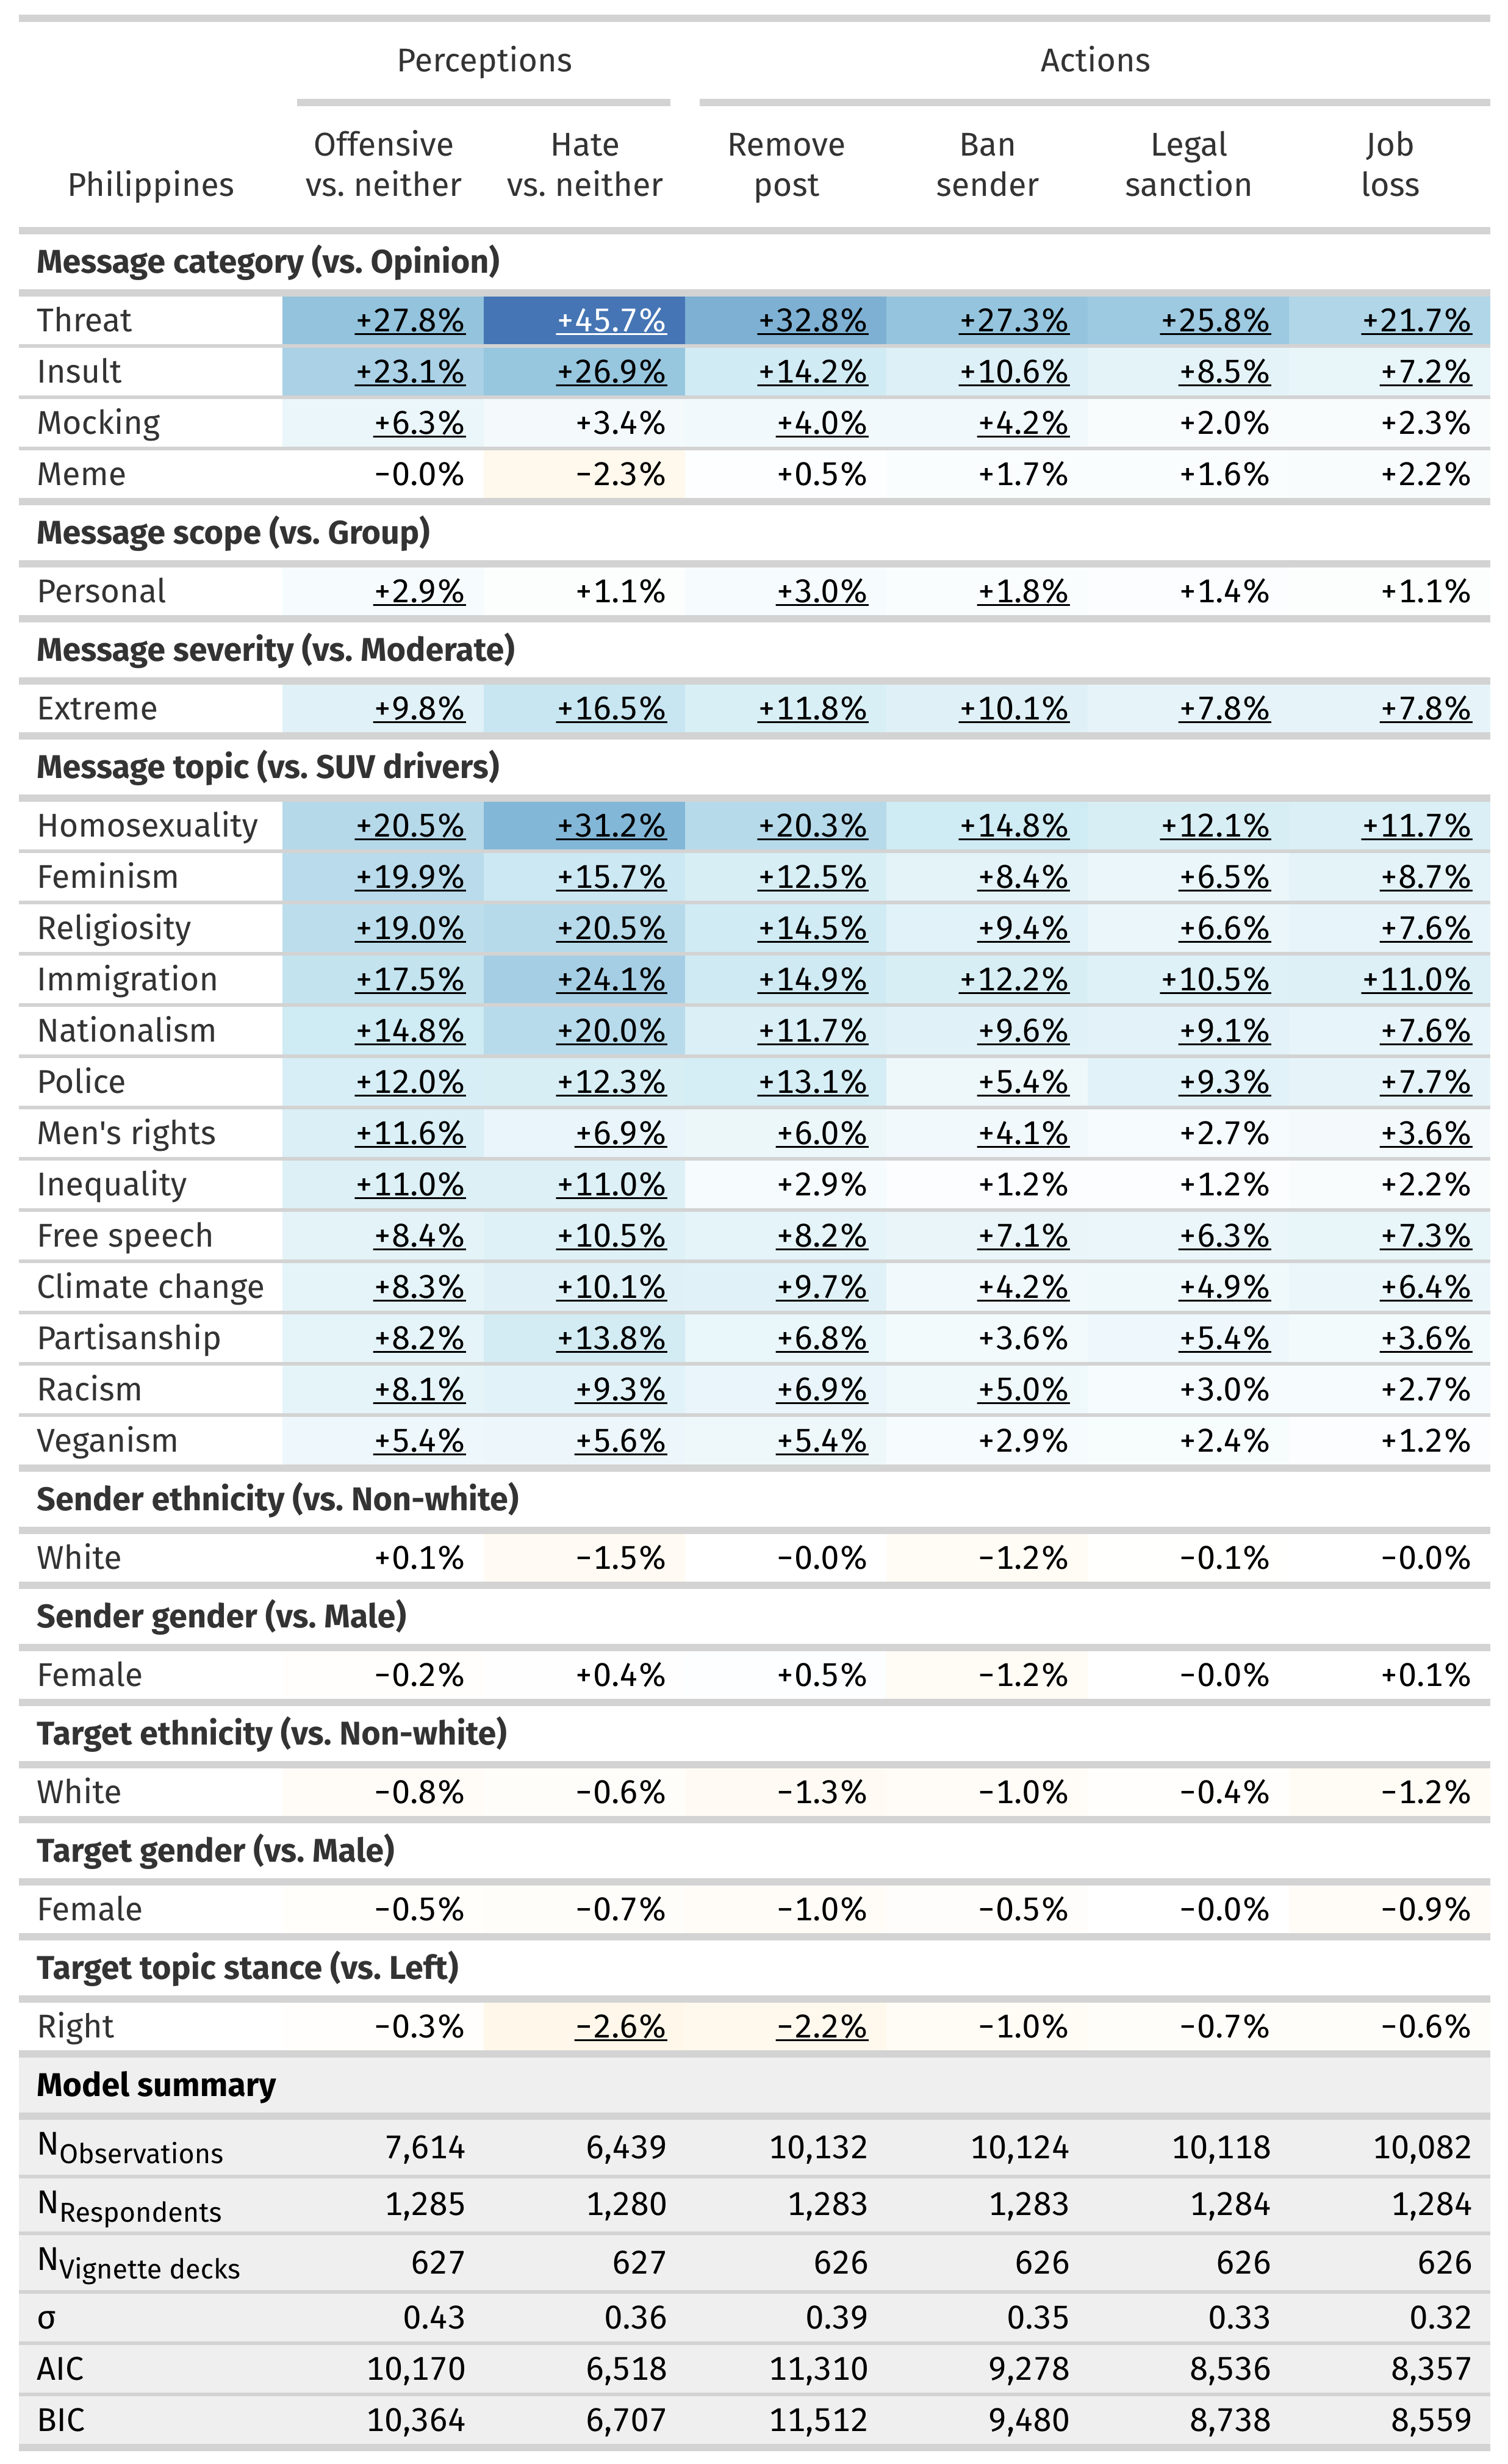 Perceptions Actions
Offensive Hate Remove Ban Legal Job
Philippines vs. neither vs. neither post sender sanction loss
Message category (vs. Opinion)
Threat +27.8% +45.7% +32.8% +27.3% +25.8% +21.7%
Insult +23.1% +26.9% +14.2% +10.6% +8.5% +7.2%
Mocking +6.3% +3.4% +4.0% +4.2% +2.0% +2.3%
Meme −0.0% −2.3% +0.5% +1.7% +1.6% +2.2%
Message scope (vs. Group)
Personal +2.9% +1.1% +3.0% +1.8% +1.4% +1.1%
Message severity (vs. Moderate)
Extreme +9.8% +16.5% +11.8% +10.1% +7.8% +7.8%
Message topic (vs. SUV drivers)
Homosexuality +20.5% +31.2% +20.3% +14.8% +12.1% +11.7%
Feminism +19.9% +15.7% +12.5% +8.4% +6.5% +8.7%
Religiosity +19.0% +20.5% +14.5% +9.4% +6.6% +7.6%
Immigration +17.5% +24.1% +14.9% +12.2% +10.5% +11.0%
Nationalism +14.8% +20.0% +11.7% +9.6% +9.1% +7.6%
Police +12.0% +12.3% +13.1% +5.4% +9.3% +7.7%
Men's rights +11.6% +6.9% +6.0% +4.1% +2.7% +3.6%
Inequality +11.0% +11.0% +2.9% +1.2% +1.2% +2.2%
Free speech +8.4% +10.5% +8.2% +7.1% +6.3% +7.3%
Climate change +8.3% +10.1% +9.7% +4.2% +4.9% +6.4%
Partisanship +8.2% +13.8% +6.8% +3.6% +5.4% +3.6%
Racism +8.1% +9.3% +6.9% +5.0% +3.0% +2.7%
Veganism +5.4% +5.6% +5.4% +2.9% +2.4% +1.2%
Sender ethnicity (vs. Non-white)
White +0.1% −1.5% −0.0% −1.2% −0.1% −0.0%
Sender gender (vs. Male)
Female −0.2% +0.4% +0.5% −1.2% −0.0% +0.1%
Target ethnicity (vs. Non-white)
White −0.8% −0.6% −1.3% −1.0% −0.4% −1.2%
Target gender (vs. Male)
Female −0.5% −0.7% −1.0% −0.5% −0.0% −0.9%
Target topic stance (vs. Left)
Right −0.3% −2.6% −2.2% −1.0% −0.7% −0.6%
Model summary
NObservations 7,614 6,439 10,132 10,124 10,118 10,082
NRespondents 1,285 1,280 1,283 1,283 1,284 1,284
NVignette decks 627 627 626 626 626 626
σ 0.43 0.36 0.39 0.35 0.33 0.32
AIC 10,170 6,518 11,310 9,278 8,536 8,357
BIC 10,364 6,707 11,512 9,480 8,738 8,559